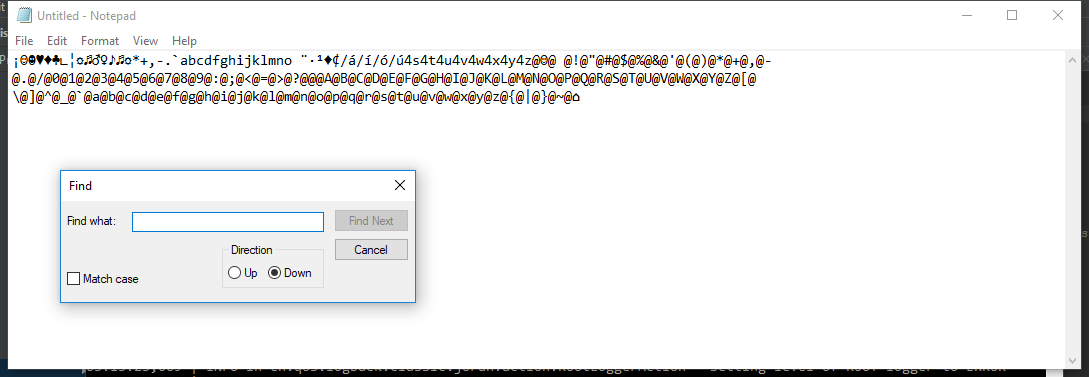 Untitled - Notepad
File Edit Format View Help
¡☺☻♥♦♣∟¦✡♫♂♀♪♫✡*+,-.`abcdfghijklmno ¨·¹♦¢/á/í/ó/ú4s4t4u4v4w4x4y4z@☺@ @!@"@#@$@%@&@'@(@)@*@+@,@-
@.@/@0@1@2@3@4@5@6@7@8@9@:@;@<@=@>@?@@@A@B@C@D@E@F@G@H@I@J@K@L@M@N@O@P@Q@R@S@T@U@V@W@X@Y@Z@[@
\@]@^@_@`@a@b@c@d@e@f@g@h@i@j@k@l@m@n@o@p@q@r@s@t@u@v@w@x@y@z@{@|@}@~@⌂
Find
Find what:
Find Next
Direction
Cancel
Up Down
Match case